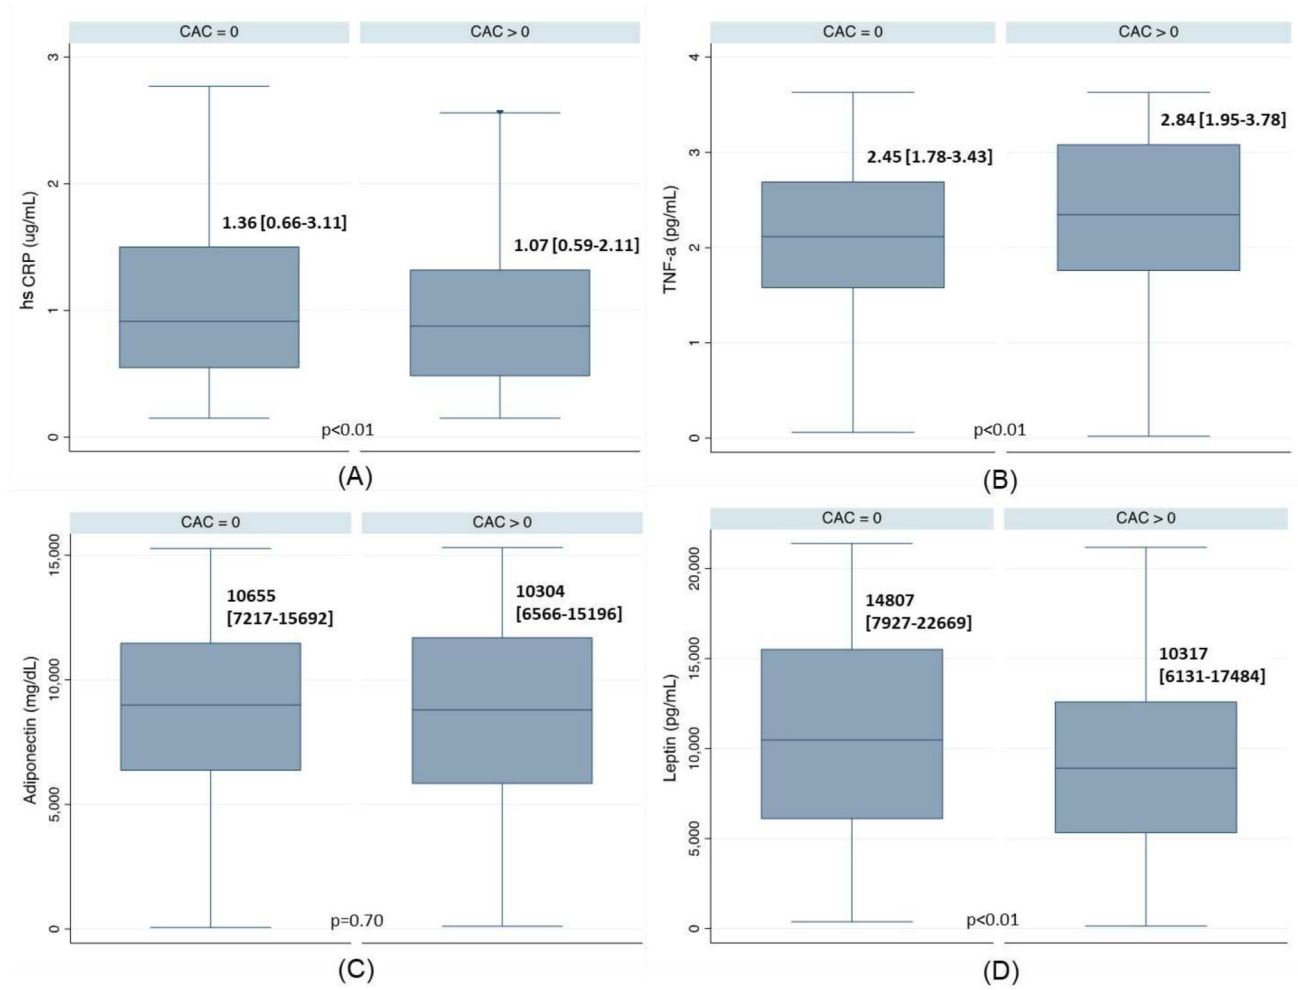 CAC = 0
CAC > 0
3
2
1
0
hs CRP (ug/mL)
1.36 [0.66-3.11]
1.07 [0.59-2.11]
p<0.01
(A)
CAC = 0
CAC > 0
4
3
2
1
0
TNF-a (pg/mL)
2.45 [1.78-3.43]
2.84 [1.95-3.78]
p<0.01
(B)
CAC = 0
CAC > 0
15,000
10,000
5,000
0
Adiponectin (mg/dL)
10655
[7217-15692]
10304
[6566-15196]
p=0.70
(C)
CAC = 0
CAC > 0
20,000
15,000
10,000
5,000
0
Leptin (pg/mL)
14807
[7927-22669]
10317
[6131-17484]
p<0.01
(D)